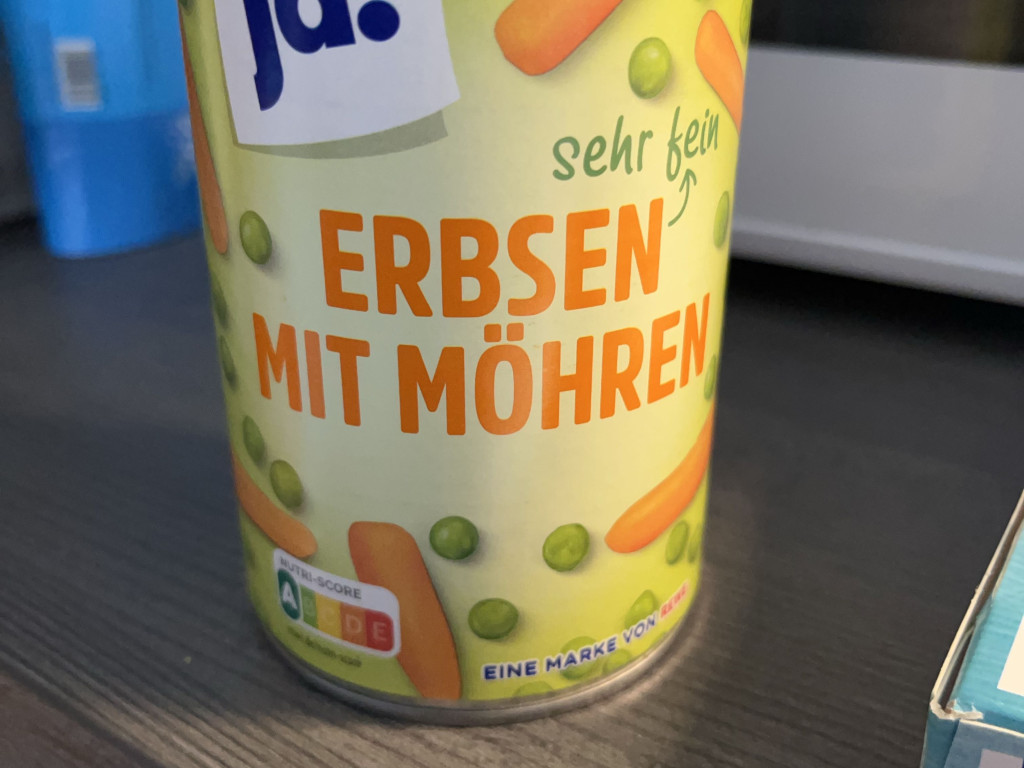 ja!
sehr fein
ERBSEN
MIT MÖHREN
NUTRI-SCORE
A B C D E
EINE MARKE VON REWE